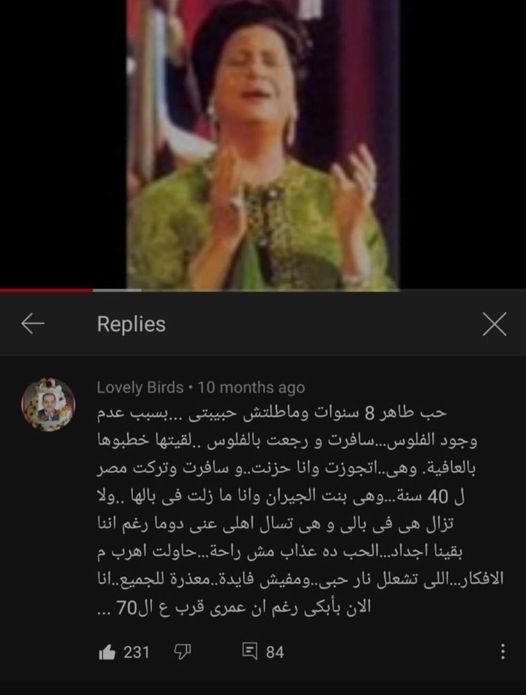 Replies
Lovely Birds • 10 months ago
حب طاهر 8 سنوات وماطلتش حبيبتى ...بسبب عدم
وجود الفلوس...سافرت و رجعت بالفلوس ..لقيتها خطبوها
بالعافية. وهى..اتجوزت وانا حزنت..و سافرت وتركت مصر
ل 40 سنة...وهى بنت الجيران وانا ما زلت فى بالها ..ولا
تزال هى فى بالى و هى تسال اهلى عنى دوما رغم اننا
بقينا اجداد...الحب ده عذاب مش راحة...حاولت اهرب م
الافكار...اللى تشعلل نار حبى..ومفيش فايدة..معذرة للجميع..انا
الان بأبكى رغم ان عمرى قرب ع ال70 ...
231 84